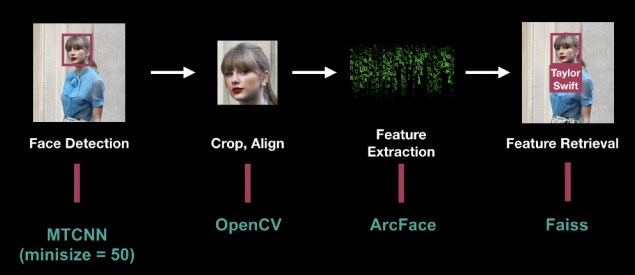 Taylor
Swift
Face Detection
Crop, Align
Feature
Extraction
Feature Retrieval
MTCNN
(minisize = 50)
OpenCV
ArcFace
Faiss